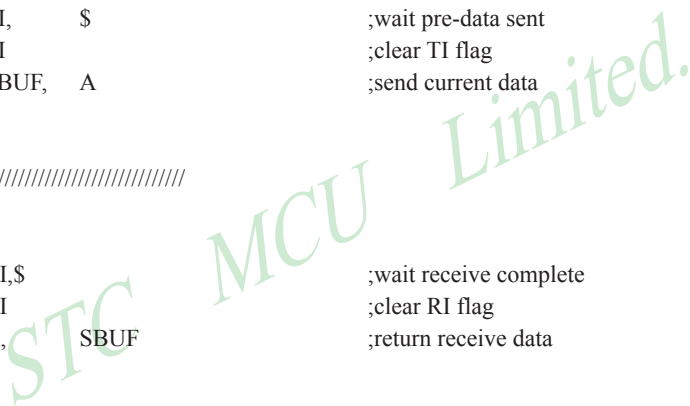 I, $ ;wait pre-data sent
I ;clear TI flag
BUF, A ;send current data
////////////////////////////
I,$ ;wait receive complete
I ;clear RI flag
, SBUF ;return receive data
STC MCU Limited.